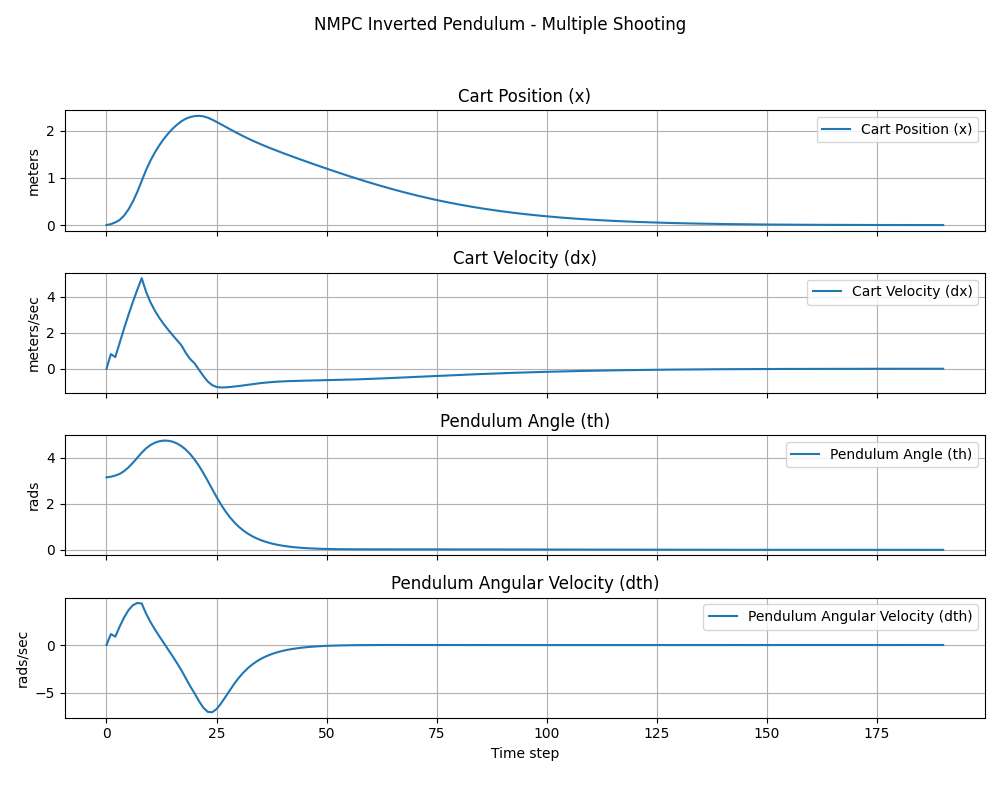 NMPC Inverted Pendulum - Multiple Shooting
Cart Position (x)
Cart Position (x)
meters
2
1
0
Cart Velocity (dx)
Cart Velocity (dx)
meters/sec
4
2
0
Pendulum Angle (th)
Pendulum Angle (th)
rads
4
2
0
Pendulum Angular Velocity (dth)
Pendulum Angular Velocity (dth)
rads/sec
0
−5
0 25 50 75 100 125 150 175
Time step